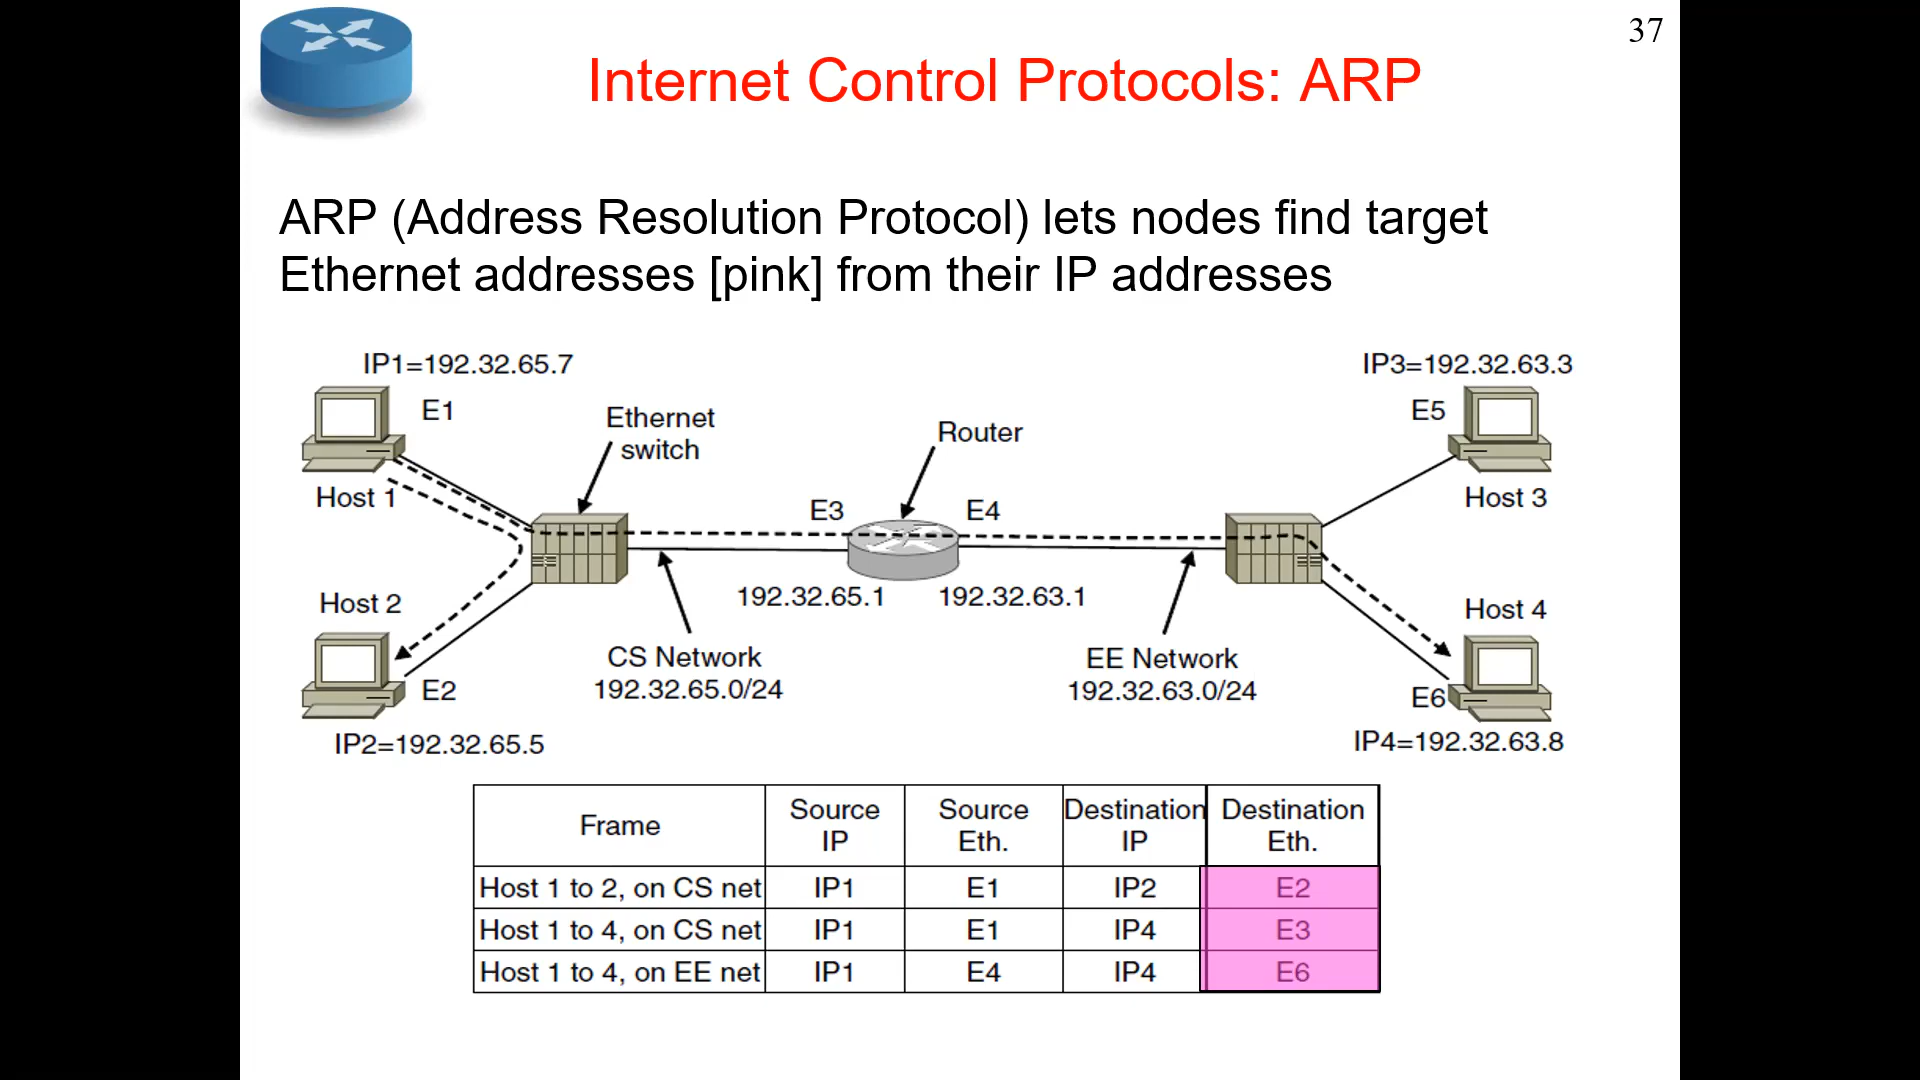 37
Internet Control Protocols: ARP
ARP (Address Resolution Protocol) lets nodes find target
Ethernet addresses [pink] from their IP addresses
IP1=192.32.65.7
IP3=192.32.63.3
E1
Ethernet
switch
Router
E5
Host 1
E3
E4
Host 3
Host 2
192.32.65.1
192.32.63.1
Host 4
CS Network
192.32.65.0/24
EE Network
192.32.63.0/24
E2
E6
IP2=192.32.65.5
IP4=192.32.63.8
Frame Source IP Source Eth. Destination IP Destination Eth.
Host 1 to 2, on CS net IP1 E1 IP2 E2
Host 1 to 4, on CS net IP1 E1 IP4 E3
Host 1 to 4, on EE net IP1 E4 IP4 E6